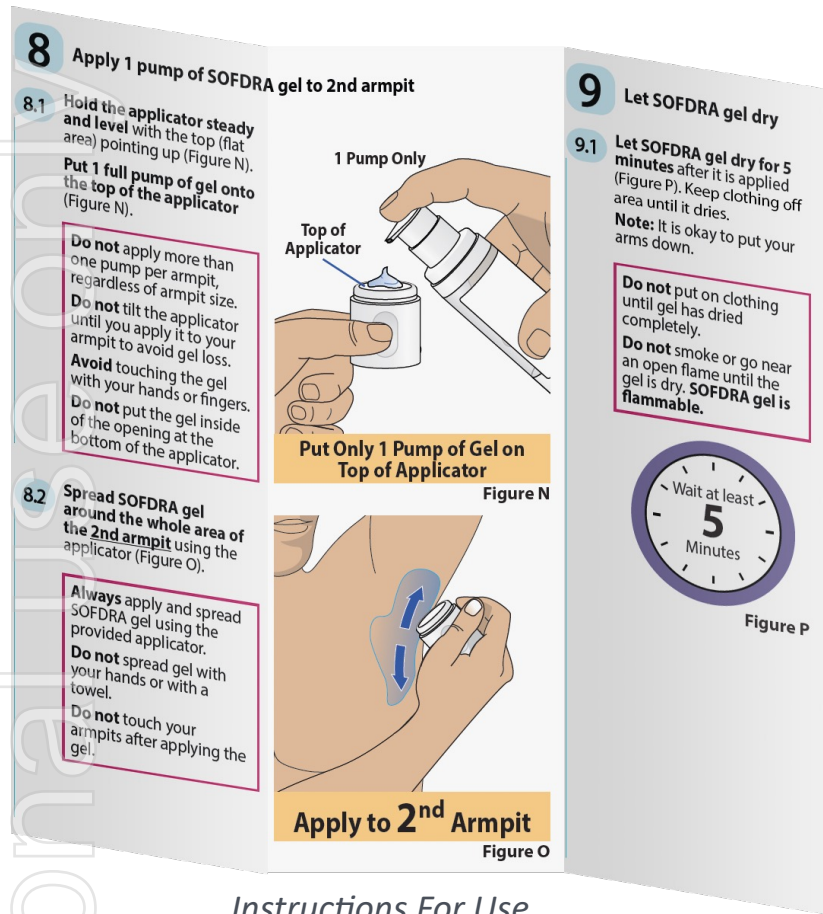 8
Apply 1 pump of SOFDRA gel to 2nd armpit
8.1
Hold the applicator steady
and level with the top (flat
area) pointing up (Figure N).
Put 1 full pump of gel onto
the top of the applicator
(Figure N).
Do not apply more than
one pump per armpit,
regardless of armpit size.
Do not tilt the applicator
until you apply it to your
armpit to avoid gel loss.
Avoid touching the gel
with your hands or fingers.
Do not put the gel inside
of the opening at the
bottom of the applicator.
8.2
Spread SOFDRA gel
around the whole area of
the 2nd armpit using the
applicator (Figure O).
Always apply and spread
SOFDRA gel using the
provided applicator.
Do not spread gel with
your hands or with a
towel.
Do not touch your
armpits after applying the
gel.
1 Pump Only
Top of
Applicator
Put Only 1 Pump of Gel on
Top of Applicator
Figure N
Apply to 2nd Armpit
Figure O
9
Let SOFDRA gel dry
9.1
Let SOFDRA gel dry for 5
minutes after it is applied
(Figure P). Keep clothing off
area until it dries.
Note: It is okay to put your
arms down.
Do not put on clothing
until gel has dried
completely.
Do not smoke or go near
an open flame until the
gel is dry. SOFDRA gel is
flammable.
Wait at least
5
Minutes
Figure P
Instructions For Use
onal use only